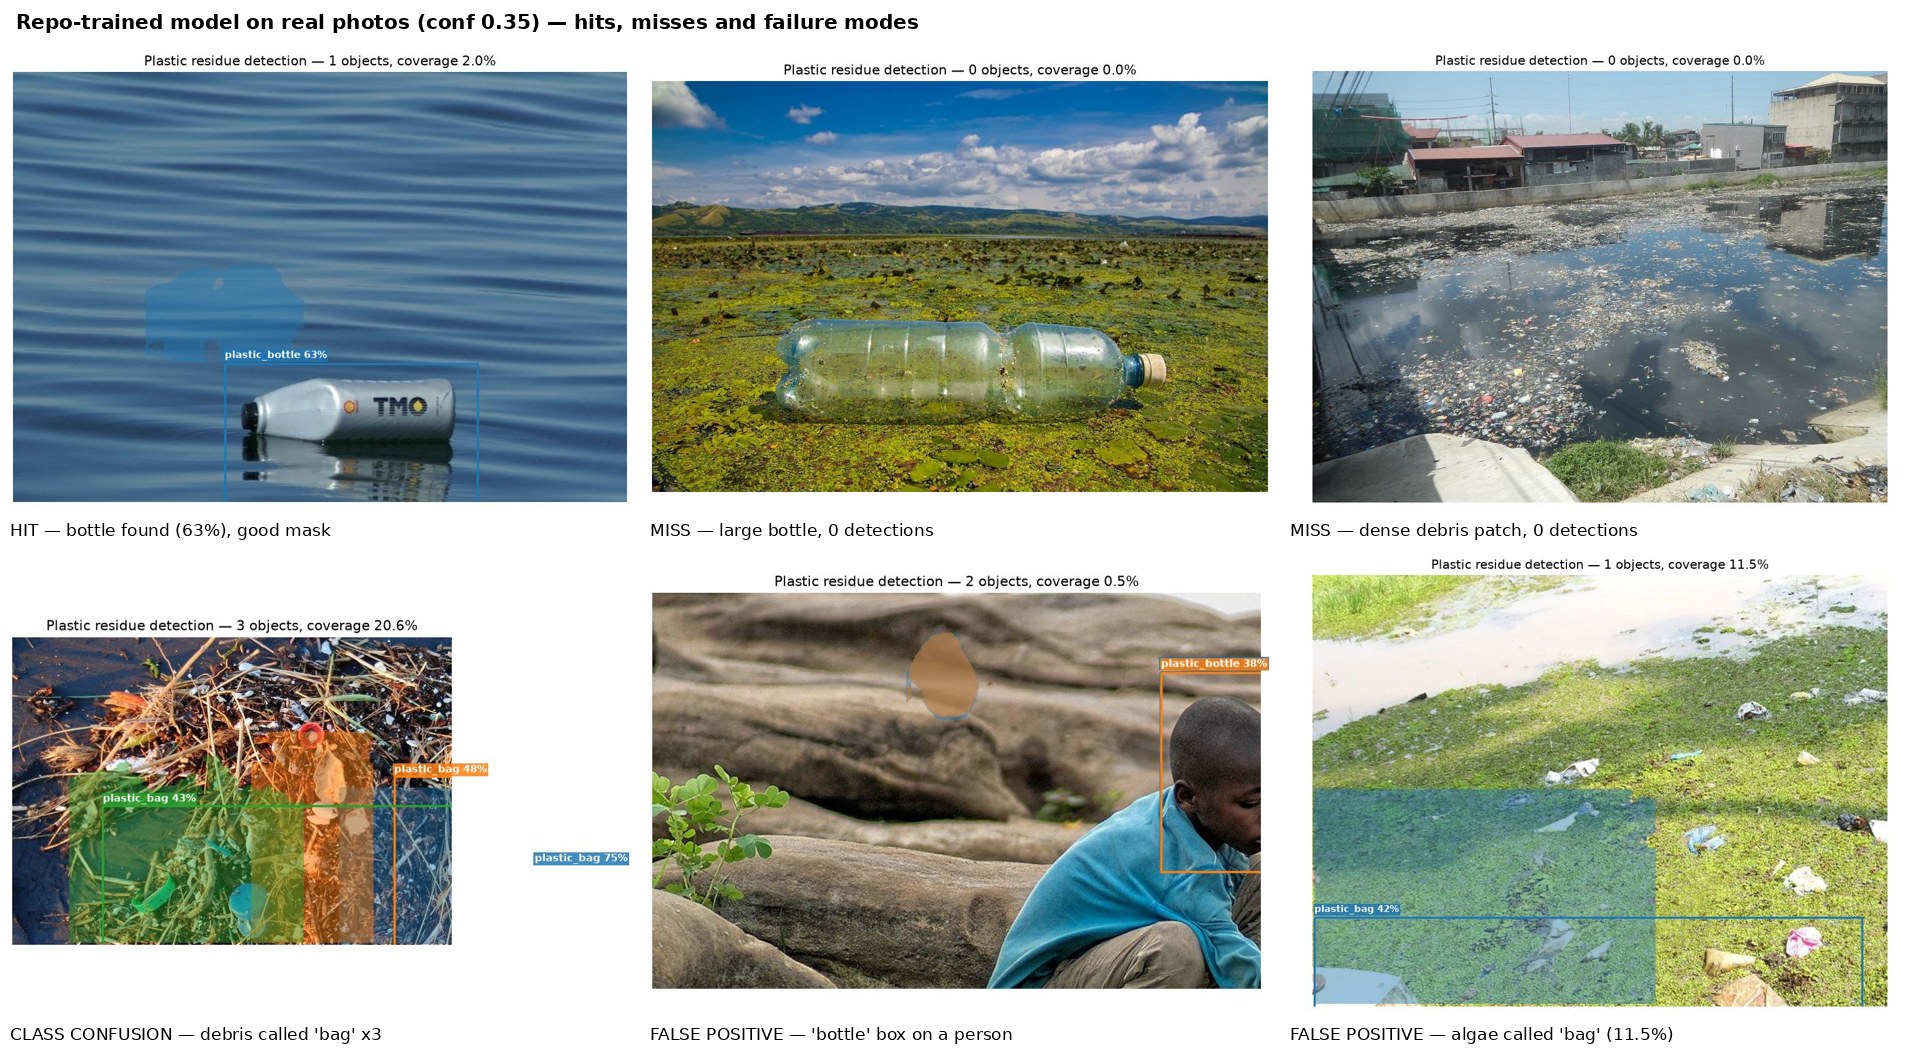 Repo-trained model on real photos (conf 0.35) — hits, misses and failure modes
Plastic residue detection — 1 objects, coverage 2.0%
Plastic residue detection — 0 objects, coverage 0.0%
Plastic residue detection — 0 objects, coverage 0.0%
plastic_bottle 63%
TMO
HIT — bottle found (63%), good mask
MISS — large bottle, 0 detections
MISS — dense debris patch, 0 detections
Plastic residue detection — 3 objects, coverage 20.6%
Plastic residue detection — 2 objects, coverage 0.5%
Plastic residue detection — 1 objects, coverage 11.5%
plastic_bag 48%
plastic_bag 43%
plastic_bag 75%
plastic_bottle 38%
plastic_bag 42%
CLASS CONFUSION — debris called 'bag' x3
FALSE POSITIVE — 'bottle' box on a person
FALSE POSITIVE — algae called 'bag' (11.5%)